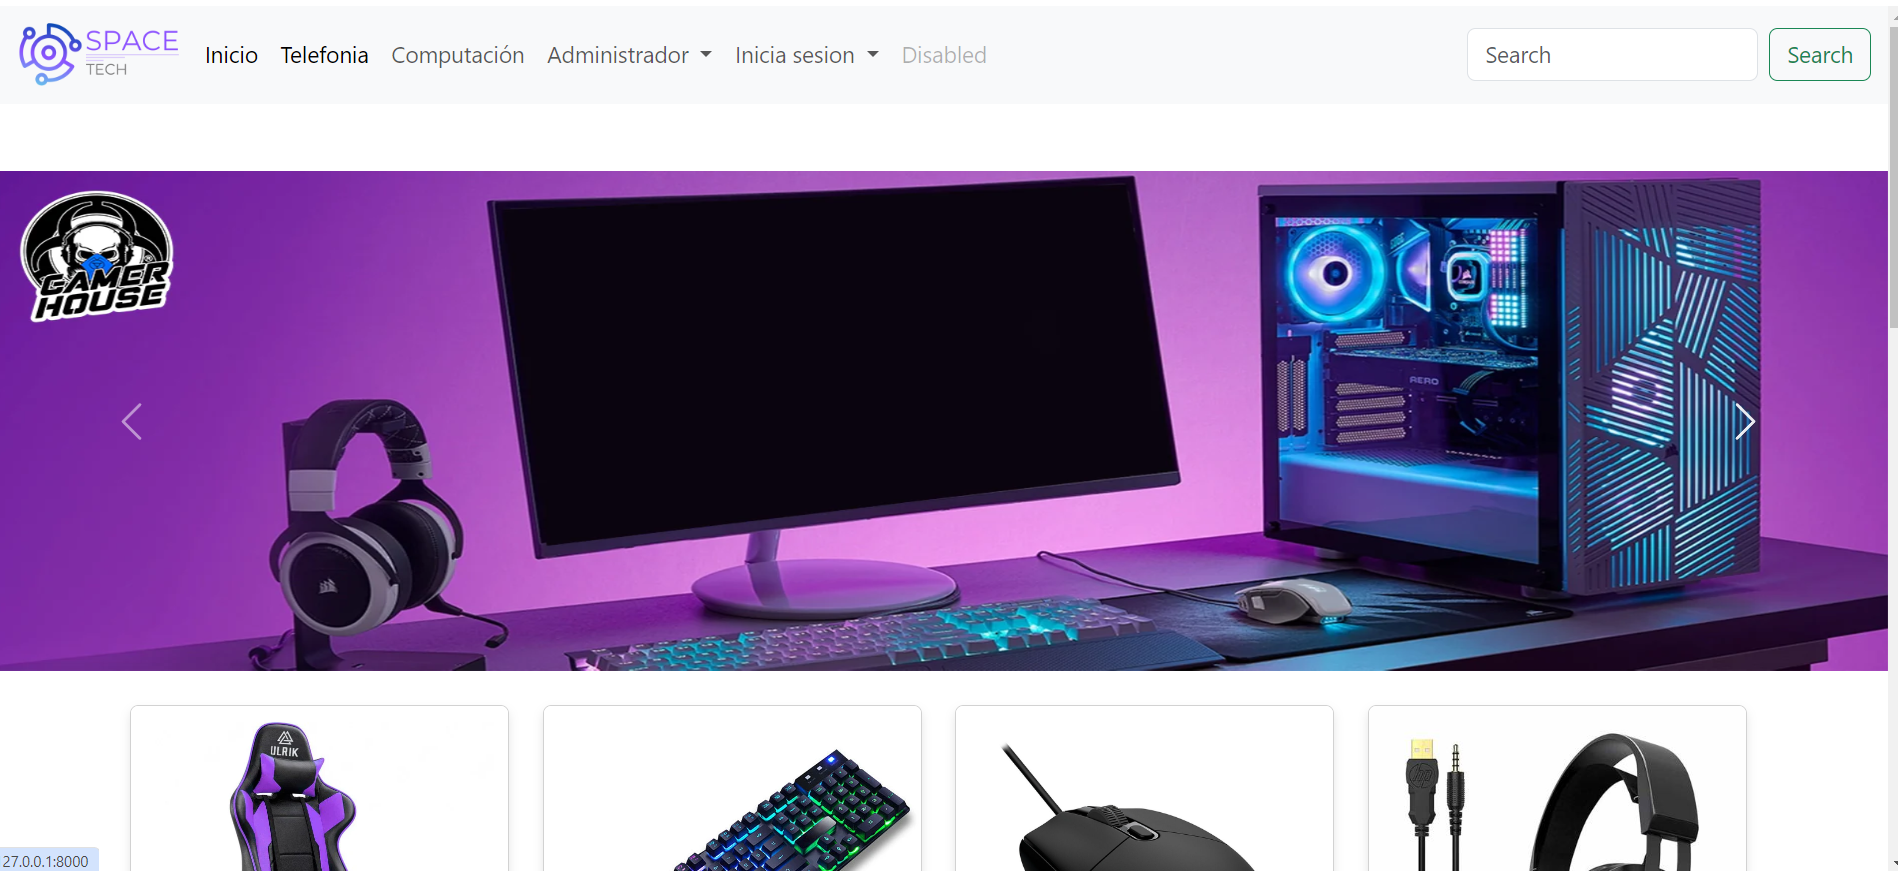 SPACE
TECH
Inicio Telefonia Computación Administrador Inicia sesion Disabled
Search Search
GAMER
HOUSE
AERO
ULRIK
hp
27.0.0.1:8000